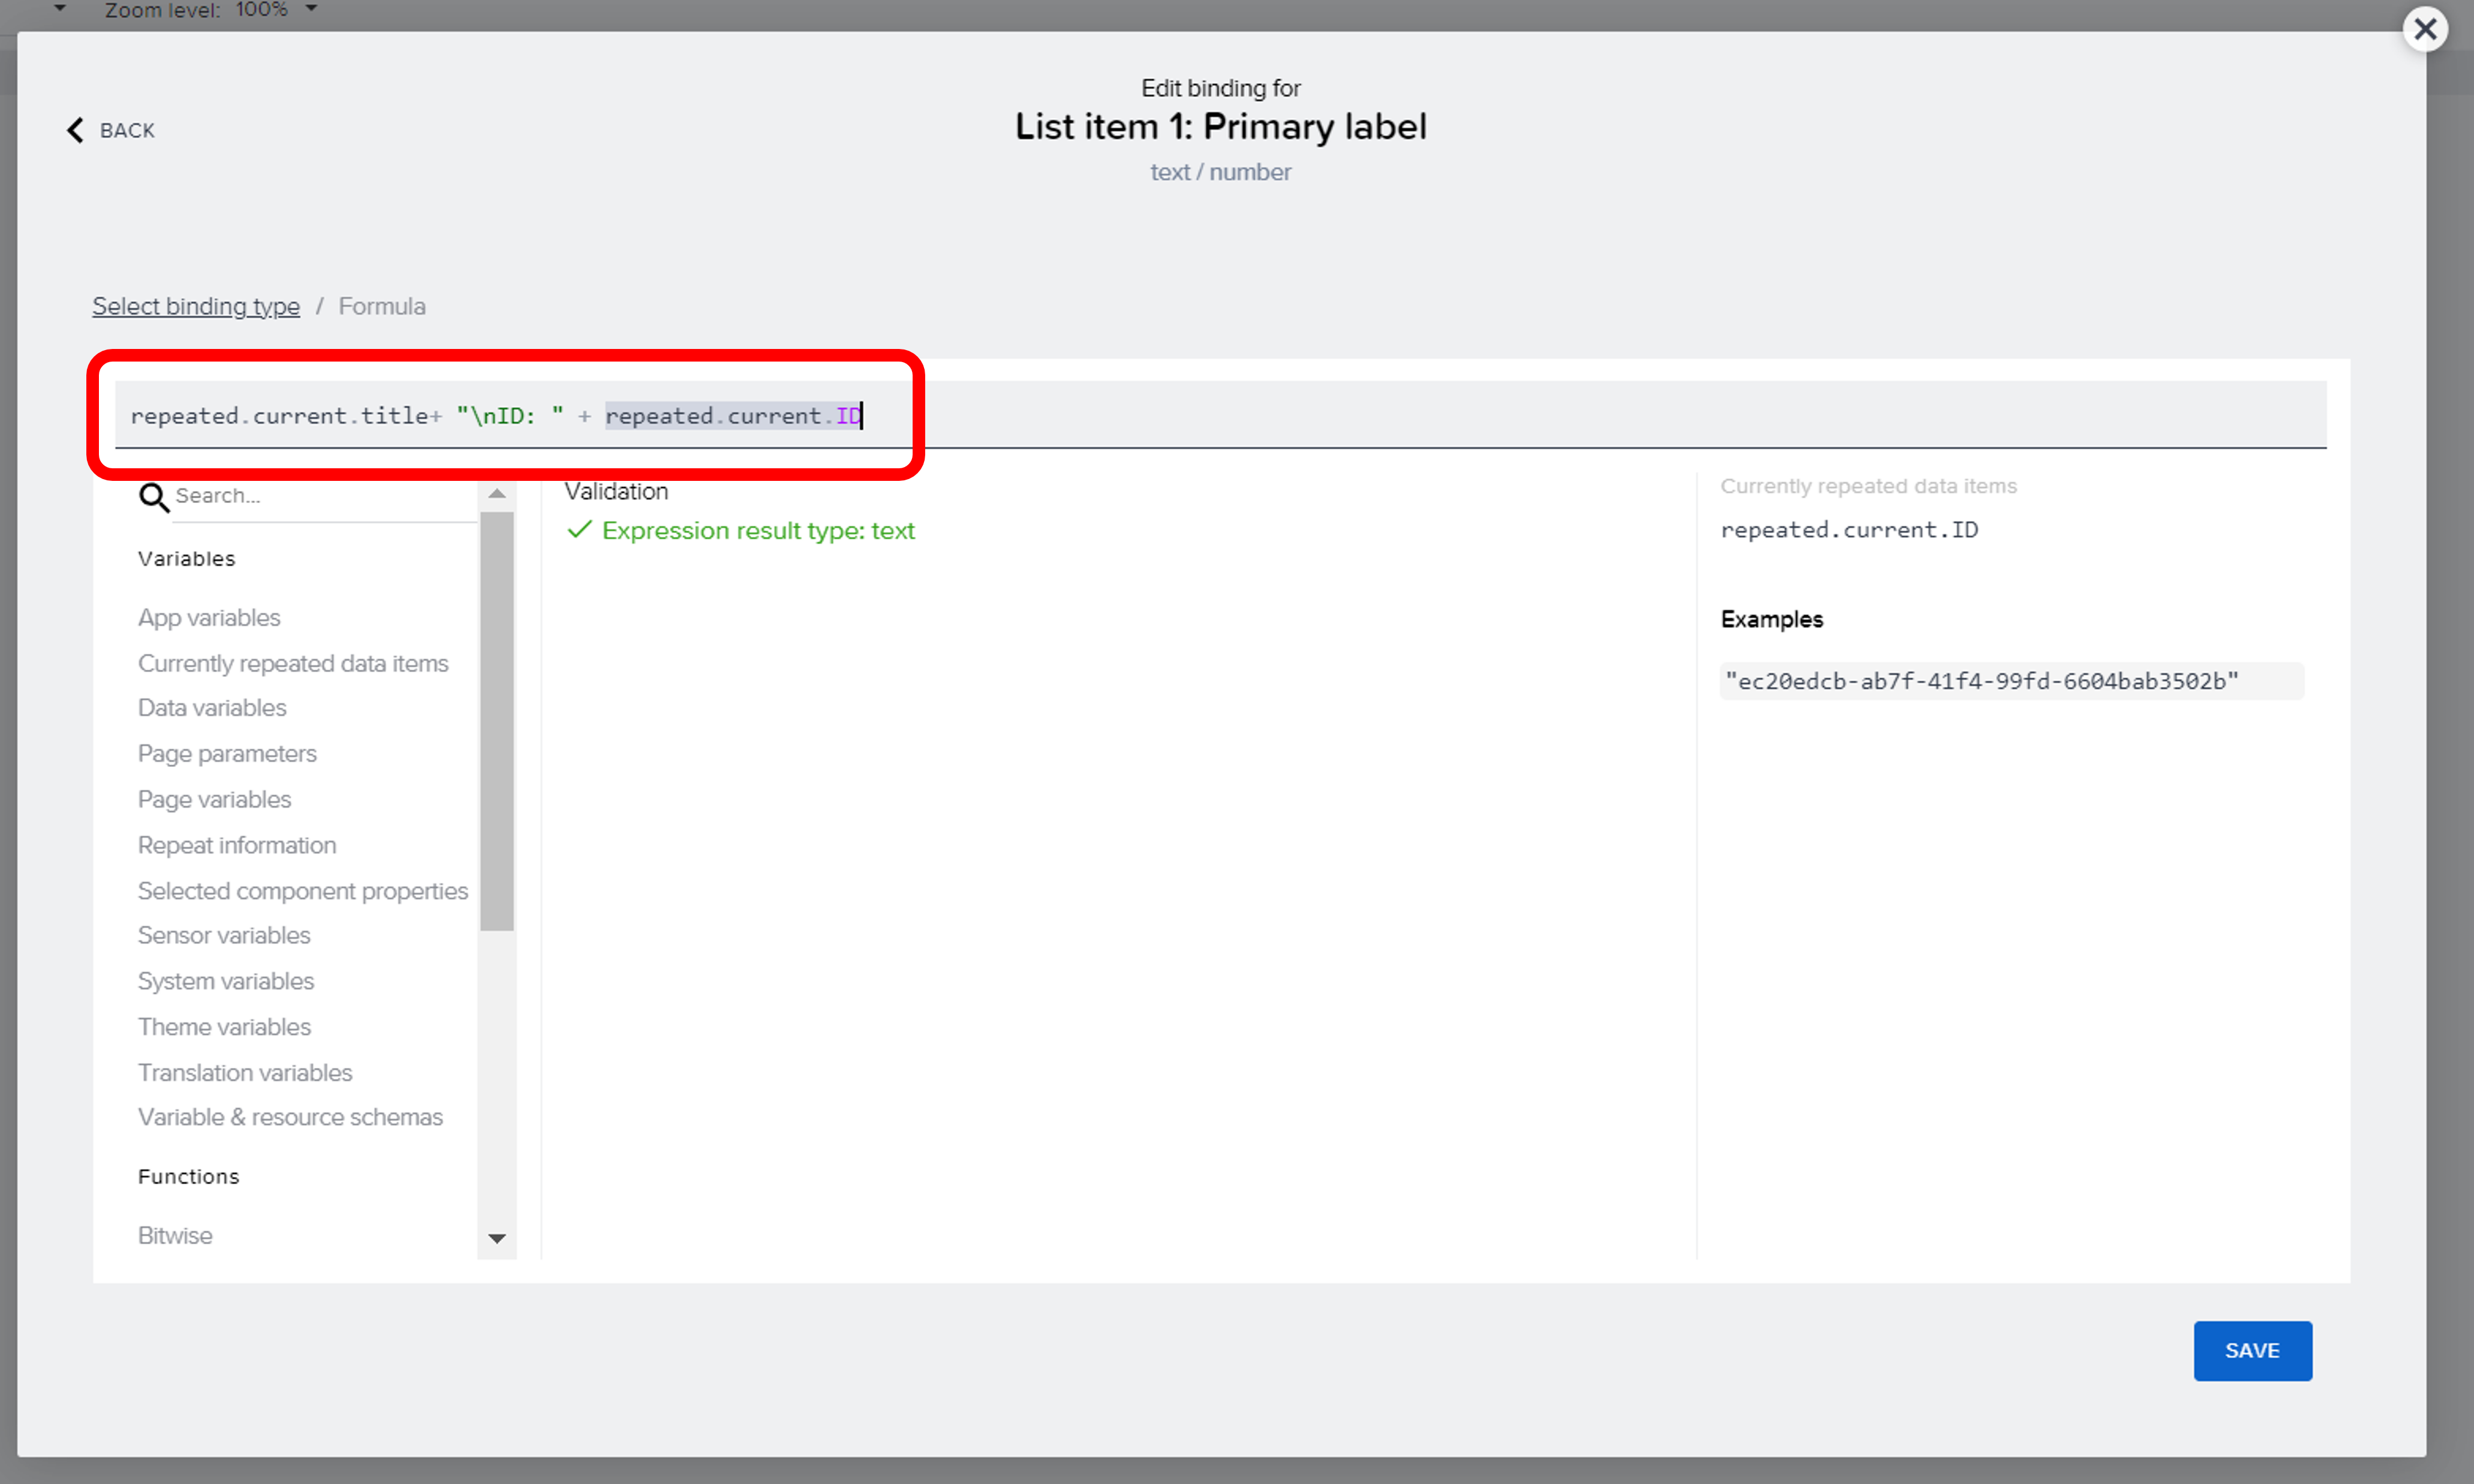 Zoom level: 100%
Edit binding for
BACK
List item 1: Primary label
text / number
Select binding type / Formula
repeated.current.title+ "\nID: " + repeated.current.ID
Search...
Validation
Currently repeated data items
Expression result type: text
repeated.current.ID
Variables
App variables
Examples
Currently repeated data items
"ec20edcb-ab7f-41f4-99fd-6604bab3502b"
Data variables
Page parameters
Page variables
Repeat information
Selected component properties
Sensor variables
System variables
Theme variables
Translation variables
Variable & resource schemas
Functions
Bitwise
SAVE